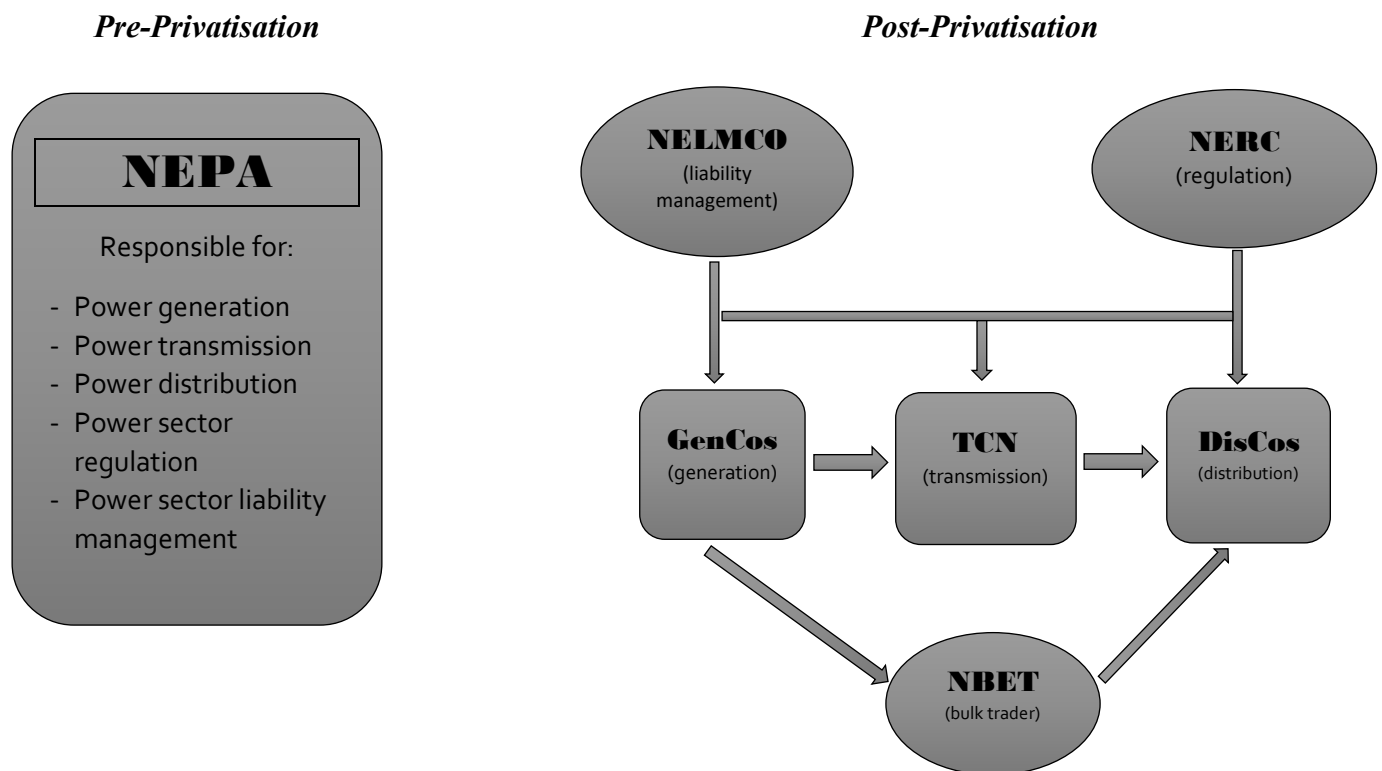 Pre-Privatisation
Post-Privatisation
NEPA
Responsible for:
- Power generation
- Power transmission
- Power distribution
- Power sector
regulation
- Power sector liability
management
NELMCO
(liability
management)
NERC
(regulation)
GenCos
(generation)
TCN
(transmission)
DisCos
(distribution)
NBET
(bulk trader)